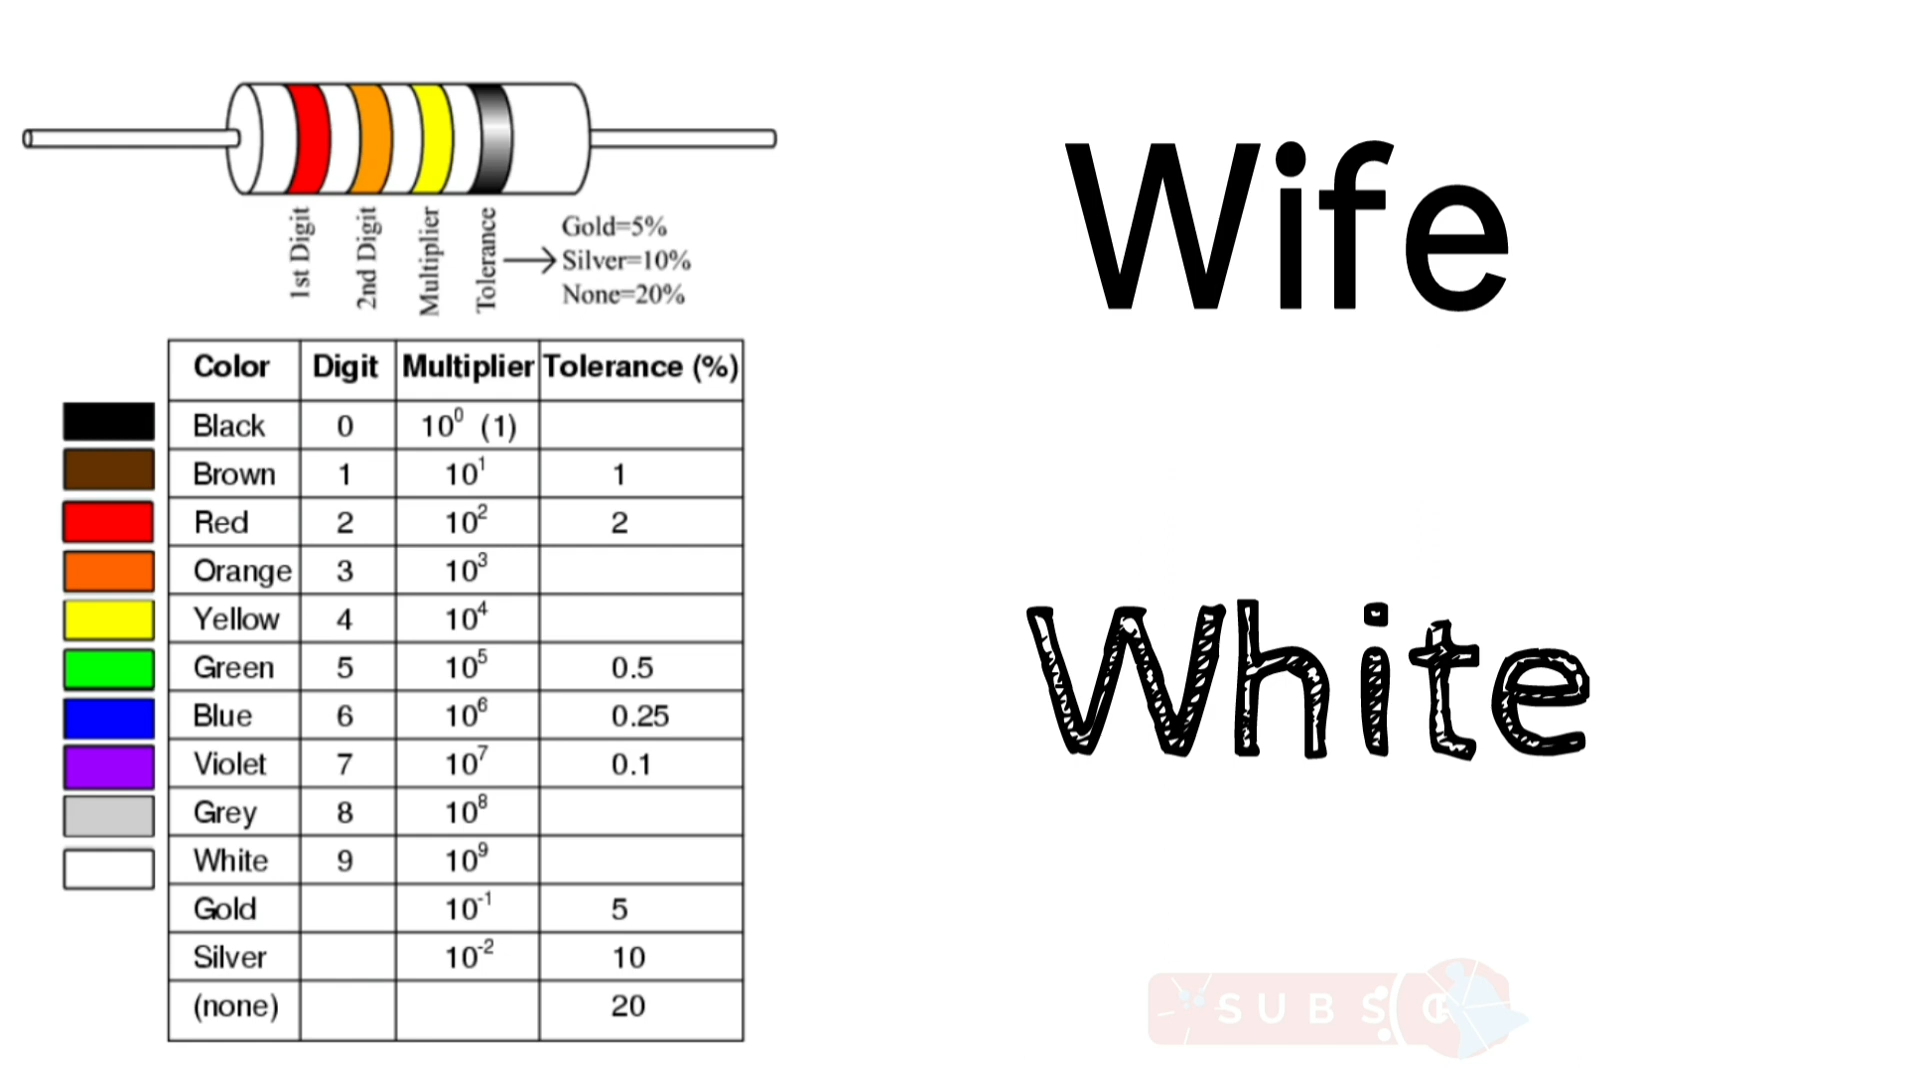 1st Digit
2nd Digit
Multiplier
Tolerance
Gold=5%
Silver=10%
None=20%
Color Digit Multiplier Tolerance (%)
Black 0 10⁰ (1)
Brown 1 10¹ 1
Red 2 10² 2
Orange 3 10³
Yellow 4 10⁴
Green 5 10⁵ 0.5
Blue 6 10⁶ 0.25
Violet 7 10⁷ 0.1
Grey 8 10⁸
White 9 10⁹
Gold 10⁻¹ 5
Silver 10⁻² 10
(none) 20
Wife
White